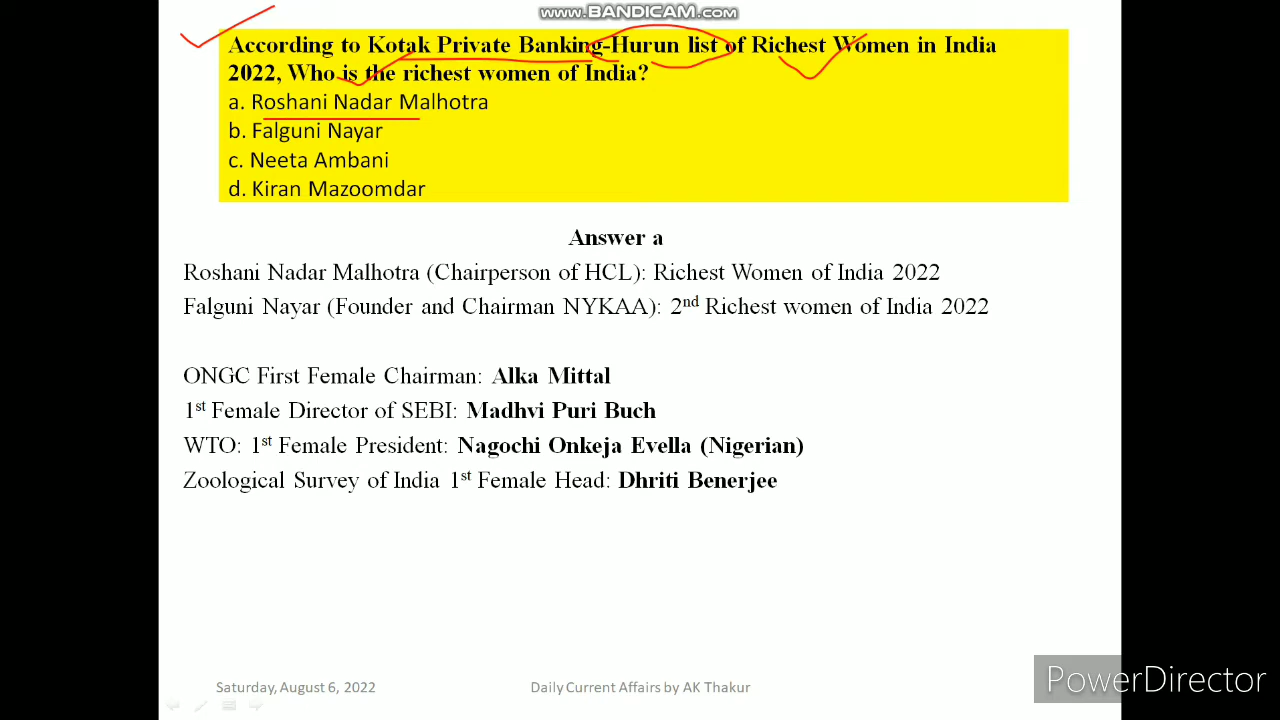 www.BANDICAM.com
According to Kotak Private Banking-Hurun list of Richest Women in India
2022, Who is the richest women of India?
a. Roshani Nadar Malhotra
b. Falguni Nayar
c. Neeta Ambani
d. Kiran Mazoomdar
Answer a
Roshani Nadar Malhotra (Chairperson of HCL): Richest Women of India 2022
Falguni Nayar (Founder and Chairman NYKAA): 2nd Richest women of India 2022
ONGC First Female Chairman: Alka Mittal
1st Female Director of SEBI: Madhvi Puri Buch
WTO: 1st Female President: Nagochi Onkeja Evella (Nigerian)
Zoological Survey of India 1st Female Head: Dhriti Benerjee
Saturday, August 6, 2022
Daily Current Affairs by AK Thakur
PowerDirector